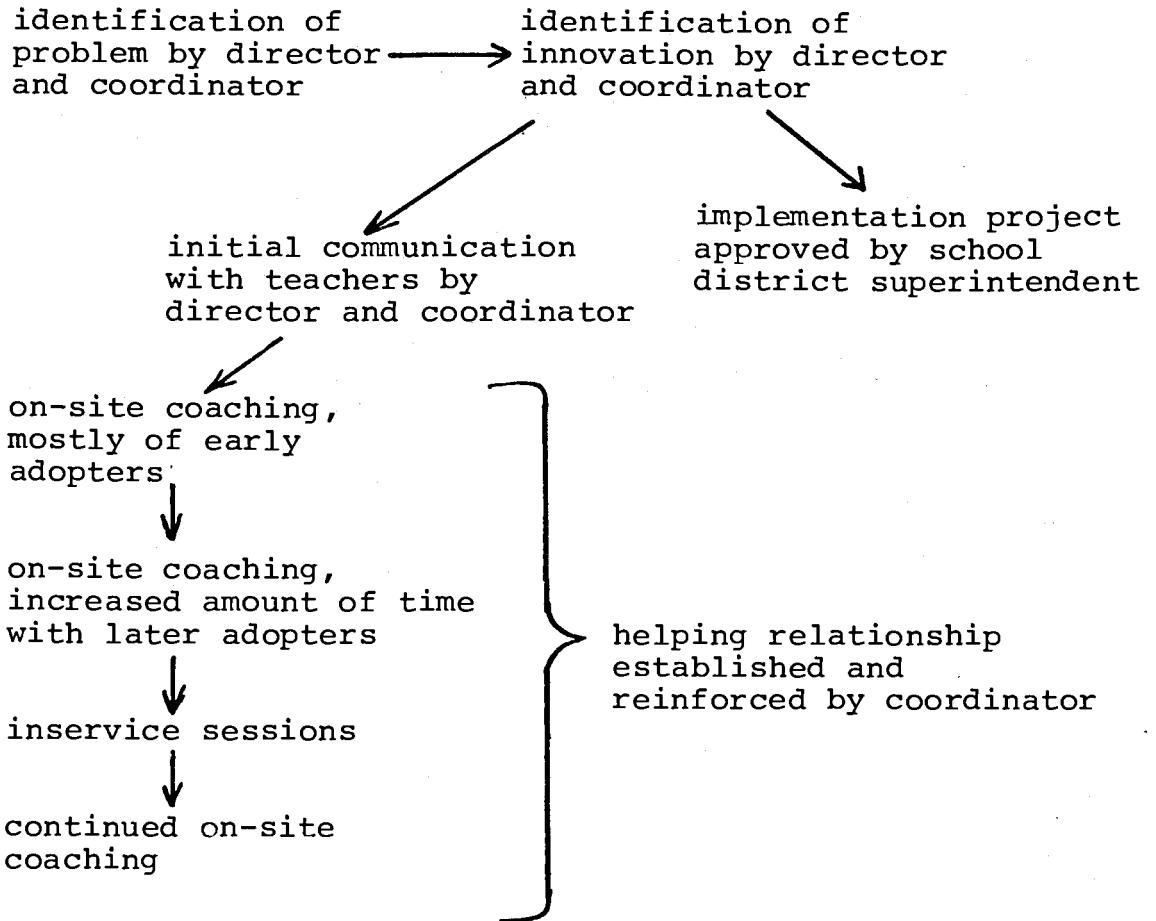 identification of
problem by director
and coordinator
identification of
innovation by director
and coordinator
initial communication
with teachers by
director and coordinator
implementation project
approved by school
district superintendent
on-site coaching,
mostly of early
adopters
on-site coaching,
increased amount of time
with later adopters
inservice sessions
continued on-site
coaching
helping relationship
established and
reinforced by coordinator